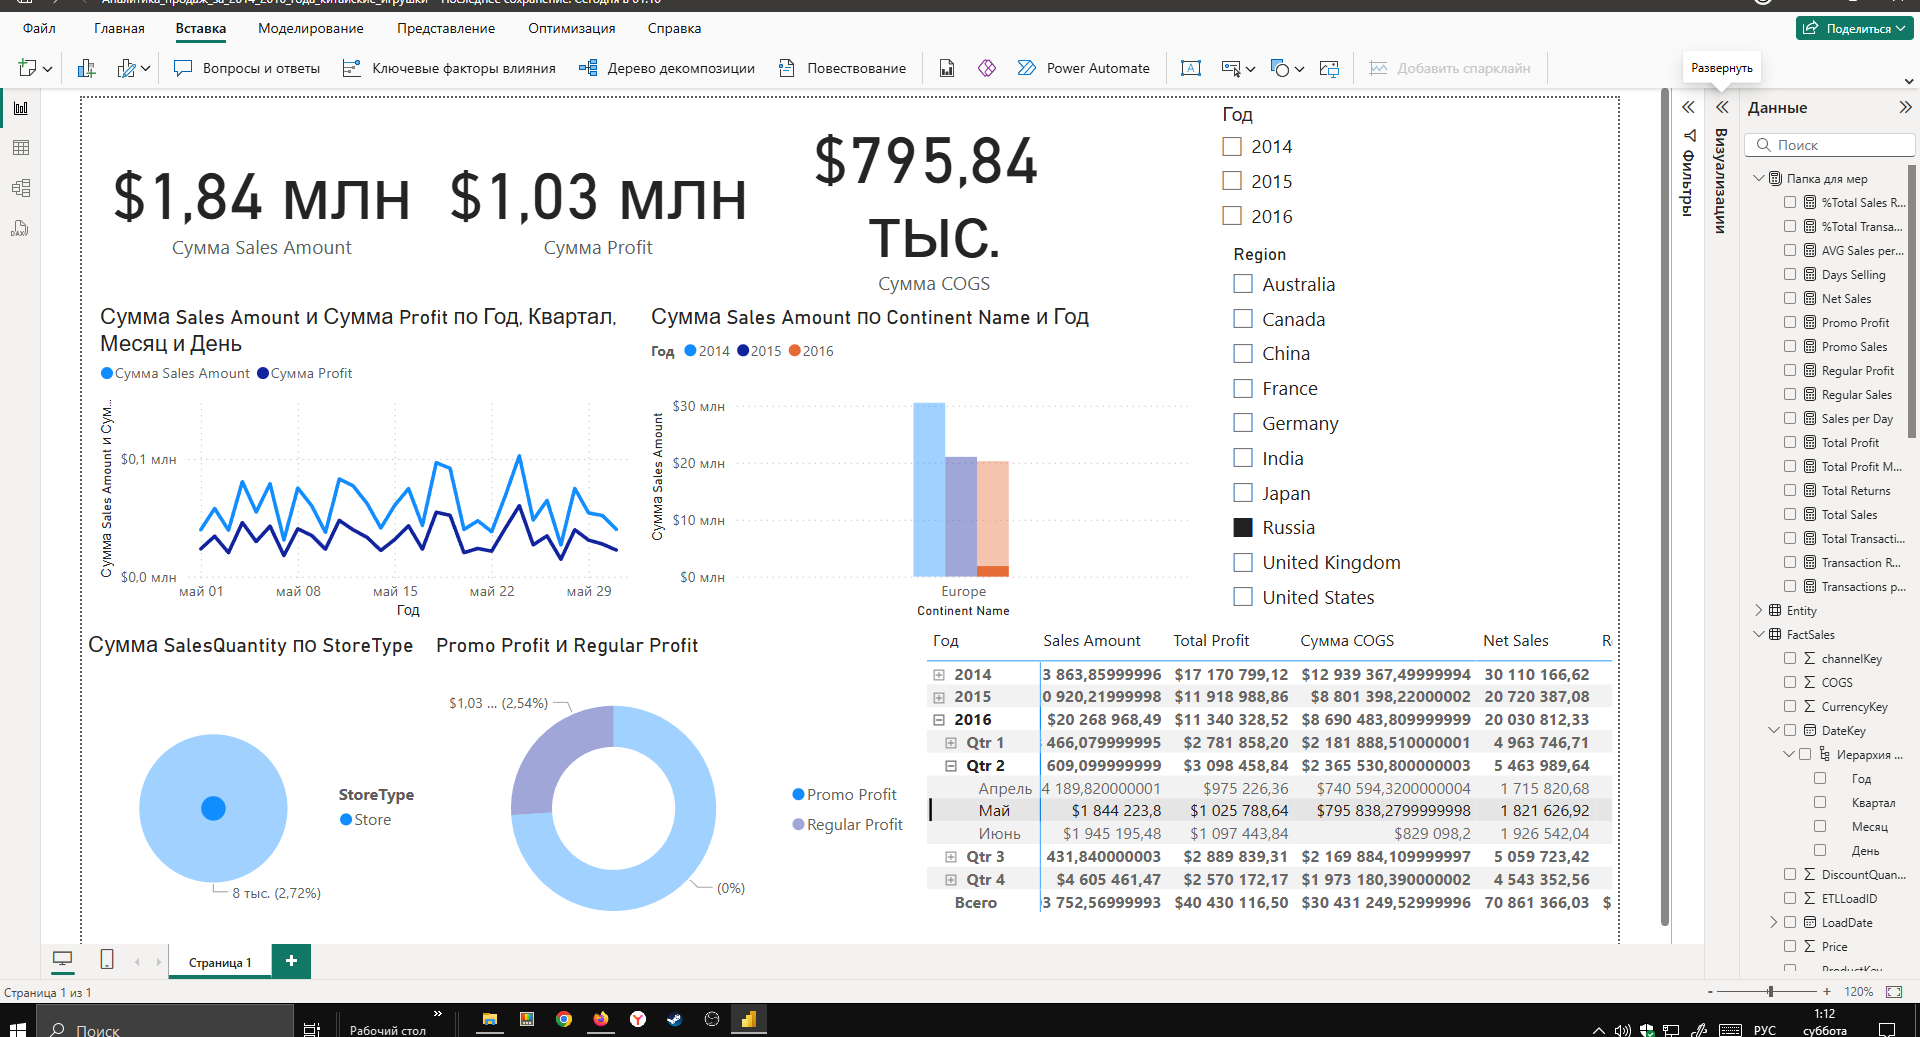 Аналитика_продаж_за_2014_2016_года_китайские_игрушки • Последнее сохранение: Сегодня в 01:10
Файл Главная Вставка Моделирование Представление Оптимизация Справка Поделиться
Вопросы и ответы Ключевые факторы влияния Дерево декомпозиции Повествование Power Automate Добавить спарклайн
Развернуть
$1,84 млн
Сумма Sales Amount
$1,03 млн
Сумма Profit
$795,84
тыс.
Сумма COGS
Год
2014
2015
2016
Region
Australia
Canada
China
France
Germany
India
Japan
Russia
United Kingdom
United States
Сумма Sales Amount и Сумма Profit по Год, Квартал,
Месяц и День
Сумма Sales Amount Сумма Profit
Сумма Sales Amount и Сум...
$0,1 млн
$0,0 млн
май 01 май 08 май 15 май 22 май 29
Год
Сумма Sales Amount по Continent Name и Год
Год 2014 2015 2016
Сумма Sales Amount
$30 млн
$20 млн
$10 млн
$0 млн
Europe
Continent Name
Сумма SalesQuantity по StoreType
StoreType
Store
8 тыс. (2,72%)
Promo Profit и Regular Profit
$1,03 ... (2,54%)
(0%)
Promo Profit
Regular Profit
Год Sales Amount Total Profit Сумма COGS Net Sales
2014 3 863,85999996 $17 170 799,12 $12 939 367,49999994 30 110 166,62
2015 0 920,21999998 $11 918 988,86 $8 801 398,22000002 20 720 387,08
2016 $20 268 968,49 $11 340 328,52 $8 690 483,809999999 20 030 812,33
Qtr 1 466,079999995 $2 781 858,20 $2 181 888,510000001 4 963 746,71
Qtr 2 609,099999999 $3 098 458,84 $2 365 530,800000003 5 463 989,64
Апрель 4 189,820000001 $975 226,36 $740 594,3200000004 1 715 820,68
Май $1 844 223,8 $1 025 788,64 $795 838,2799999998 1 821 626,92
Июнь $1 945 195,48 $1 097 443,84 $829 098,2 1 926 542,04
Qtr 3 431,840000003 $2 889 839,31 $2 169 884,109999997 5 059 723,42
Qtr 4 $4 605 461,47 $2 570 172,17 $1 973 180,390000002 4 543 352,56
Всего 3 752,56999993 $40 430 116,50 $30 431 249,52999996 70 861 366,03 $
Фильтры
Визуализации
Данные
Поиск
Папка для мер
%Total Sales R...
%Total Transa...
AVG Sales per...
Days Selling
Net Sales
Promo Profit
Promo Sales
Regular Profit
Regular Sales
Sales per Day
Total Profit
Total Profit M...
Total Returns
Total Sales
Total Transacti...
Transaction R...
Transactions p...
Entity
FactSales
channelKey
COGS
CurrencyKey
DateKey
Иерархия ...
Год
Квартал
Месяц
День
DiscountQuan...
ETLLoadID
LoadDate
Price
ProductKey
Страница 1
Страница 1 из 1
- + 120%
Поиск
Рабочий стол
РУС
1:12
суббота